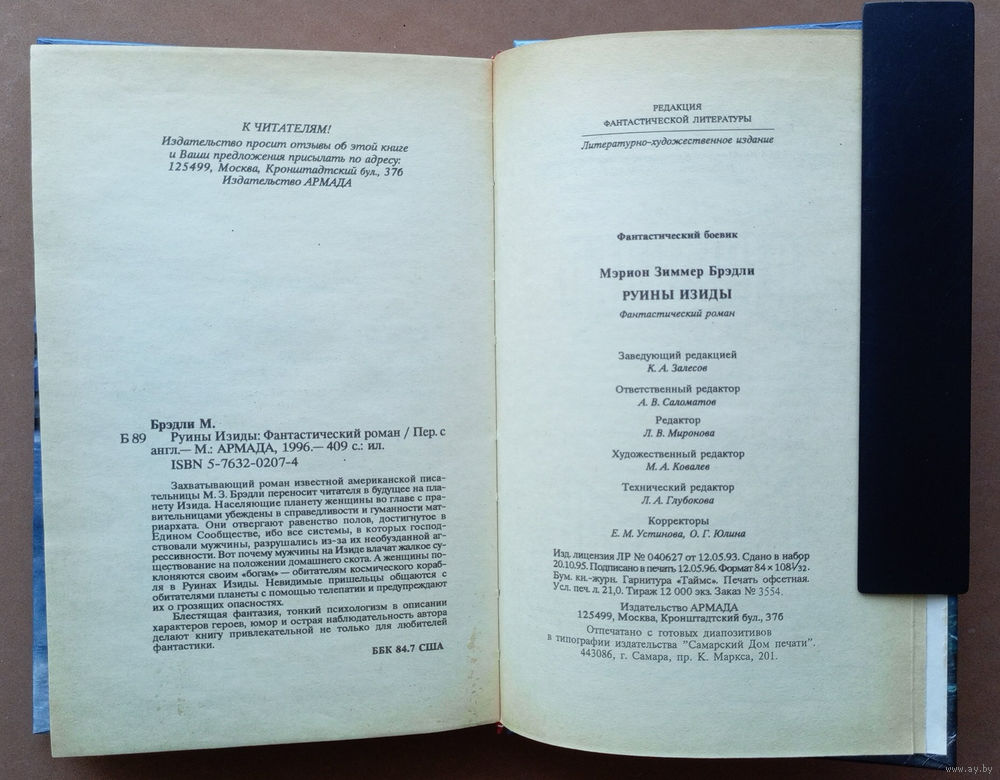 К ЧИТАТЕЛЯМ!
Издательство просит отзывы об этой книге
и Ваши предложения присылать по адресу:
125499, Москва, Кронштадтский бул., 37б
Издательство АРМАДА
Брэдли М.
Б 89 Руины Изиды: Фантастический роман / Пер. с
англ.— М.: АРМАДА, 1996.— 409 с.: ил.
ISBN 5-7632-0207-4
Захватывающий роман известной американской писа-
тельницы М. З. Брэдли переносит читателя в будущее на пла-
нету Изида. Населяющие планету женщины во главе с пра-
вительницами убеждены в справедливости и гуманности мат-
риархата. Они отвергают равенство полов, достигнутое в
Едином Сообществе, ибо все системы, в которых господ-
ствовали мужчины, разрушались из-за их необузданной аг-
рессивности. Вот почему мужчины на Изиде влачат жалкое су-
ществование на положении домашнего скота. А женщины по-
клоняются своим «богам» — обитателям космического кораб-
ля в Руинах Изиды. Невидимые пришельцы общаются с
обитателями планеты с помощью телепатии и предупреждают
их о грозящих опасностях.
Блестящая фантазия, тонкий психологизм в описании
характеров героев, юмор и острая наблюдательность автора
делают книгу привлекательной не только для любителей
фантастики.
ББК 84.7 США
РЕДАКЦИЯ
ФАНТАСТИЧЕСКОЙ ЛИТЕРАТУРЫ
Литературно-художественное издание
Фантастический боевик
Мэрион Зиммер Брэдли
РУИНЫ ИЗИДЫ
Фантастический роман
Заведующий редакцией
К. А. Залесов
Ответственный редактор
А. В. Саломатов
Редактор
Л. В. Миронова
Художественный редактор
М. А. Ковалев
Технический редактор
Л. А. Глубокова
Корректоры
Е. М. Устинова, О. Г. Юлина
Изд. лицензия ЛР № 040627 от 12.05.93. Сдано в набор
20.10.95. Подписано в печать 12.05.96. Формат 84 × 108 1/32.
Бум. кн.-журн. Гарнитура «Таймс». Печать офсетная.
Усл. печ. л. 21,0. Тираж 12 000 экз. Заказ № 3554.
Издательство АРМАДА
125499, Москва, Кронштадтский бул., 37б
Отпечатано с готовых диапозитивов
в типографии издательства "Самарский Дом печати".
443086, г. Самара, пр. К. Маркса, 201.
www.ay.by